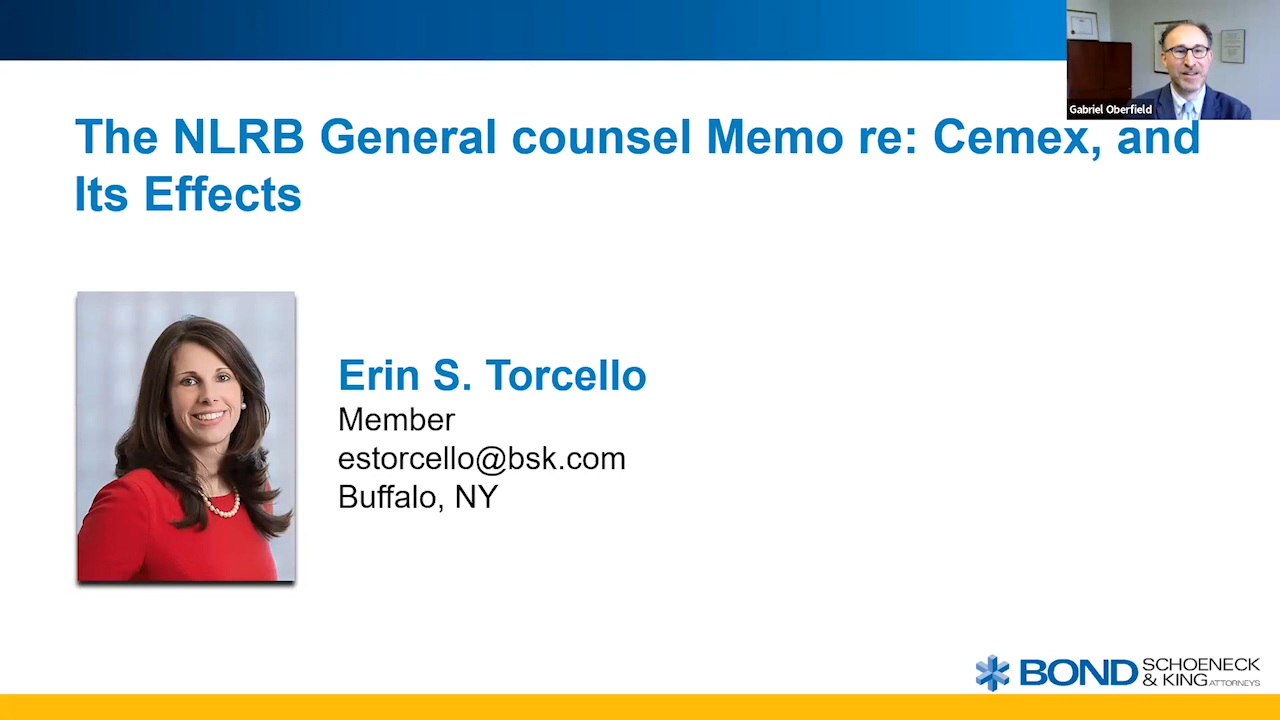 Gabriel Oberfield
The NLRB General counsel Memo re: Cemex, and
Its Effects
Erin S. Torcello
Member
estorcello@bsk.com
Buffalo, NY
BOND SCHOENECK
& KING ATTORNEYS